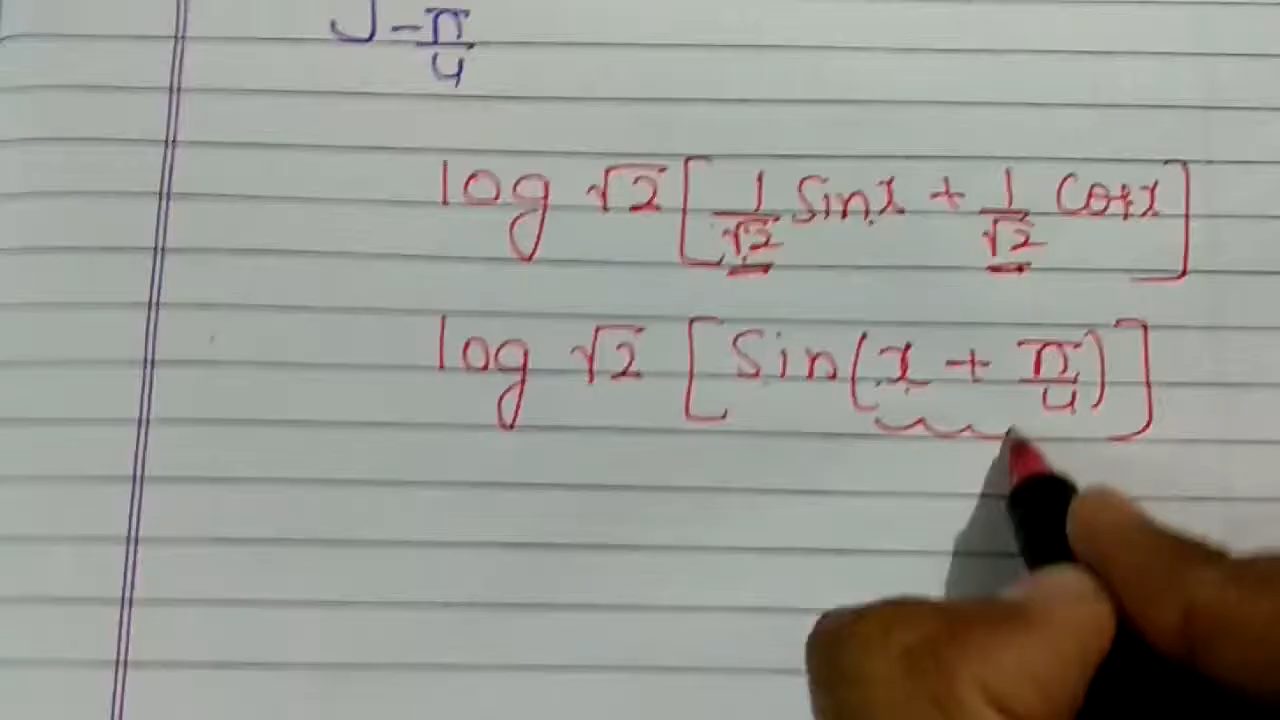 ∫ -π/4
log √2 [ 1/√2 sinx + 1/√2 cosx ]
log √2 [ sin(x + π/4) ]